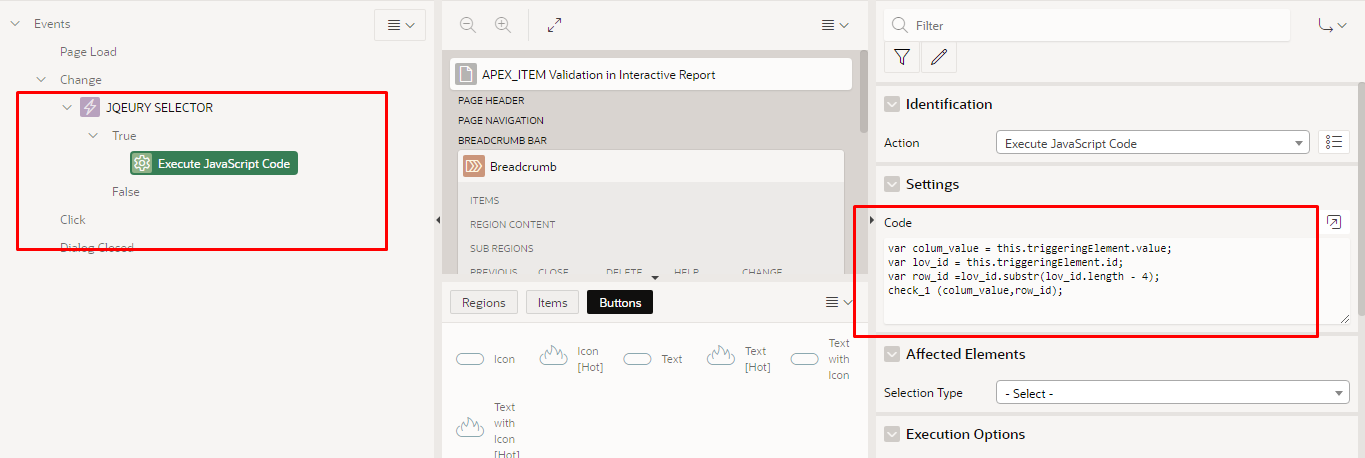 Events
Page Load
Change
JQEURY SELECTOR
True
Execute JavaScript Code
False
Click
Dialog Closed
APEX_ITEM Validation in Interactive Report
PAGE HEADER
PAGE NAVIGATION
BREADCRUMB BAR
Breadcrumb
ITEMS
REGION CONTENT
SUB REGIONS
PREVIOUS CLOSE DELETE HELP CHANGE
Regions Items Buttons
Icon
Icon
[Hot]
Text
Text
[Hot]
Text
with
Icon
Text
with
Icon
[Hot]
Filter
Identification
Action Execute JavaScript Code
Settings
Code
var colum_value = this.triggeringElement.value;
var lov_id = this.triggeringElement.id;
var row_id =lov_id.substr(lov_id.length - 4);
check_1 (colum_value,row_id);
Affected Elements
Selection Type - Select -
Execution Options